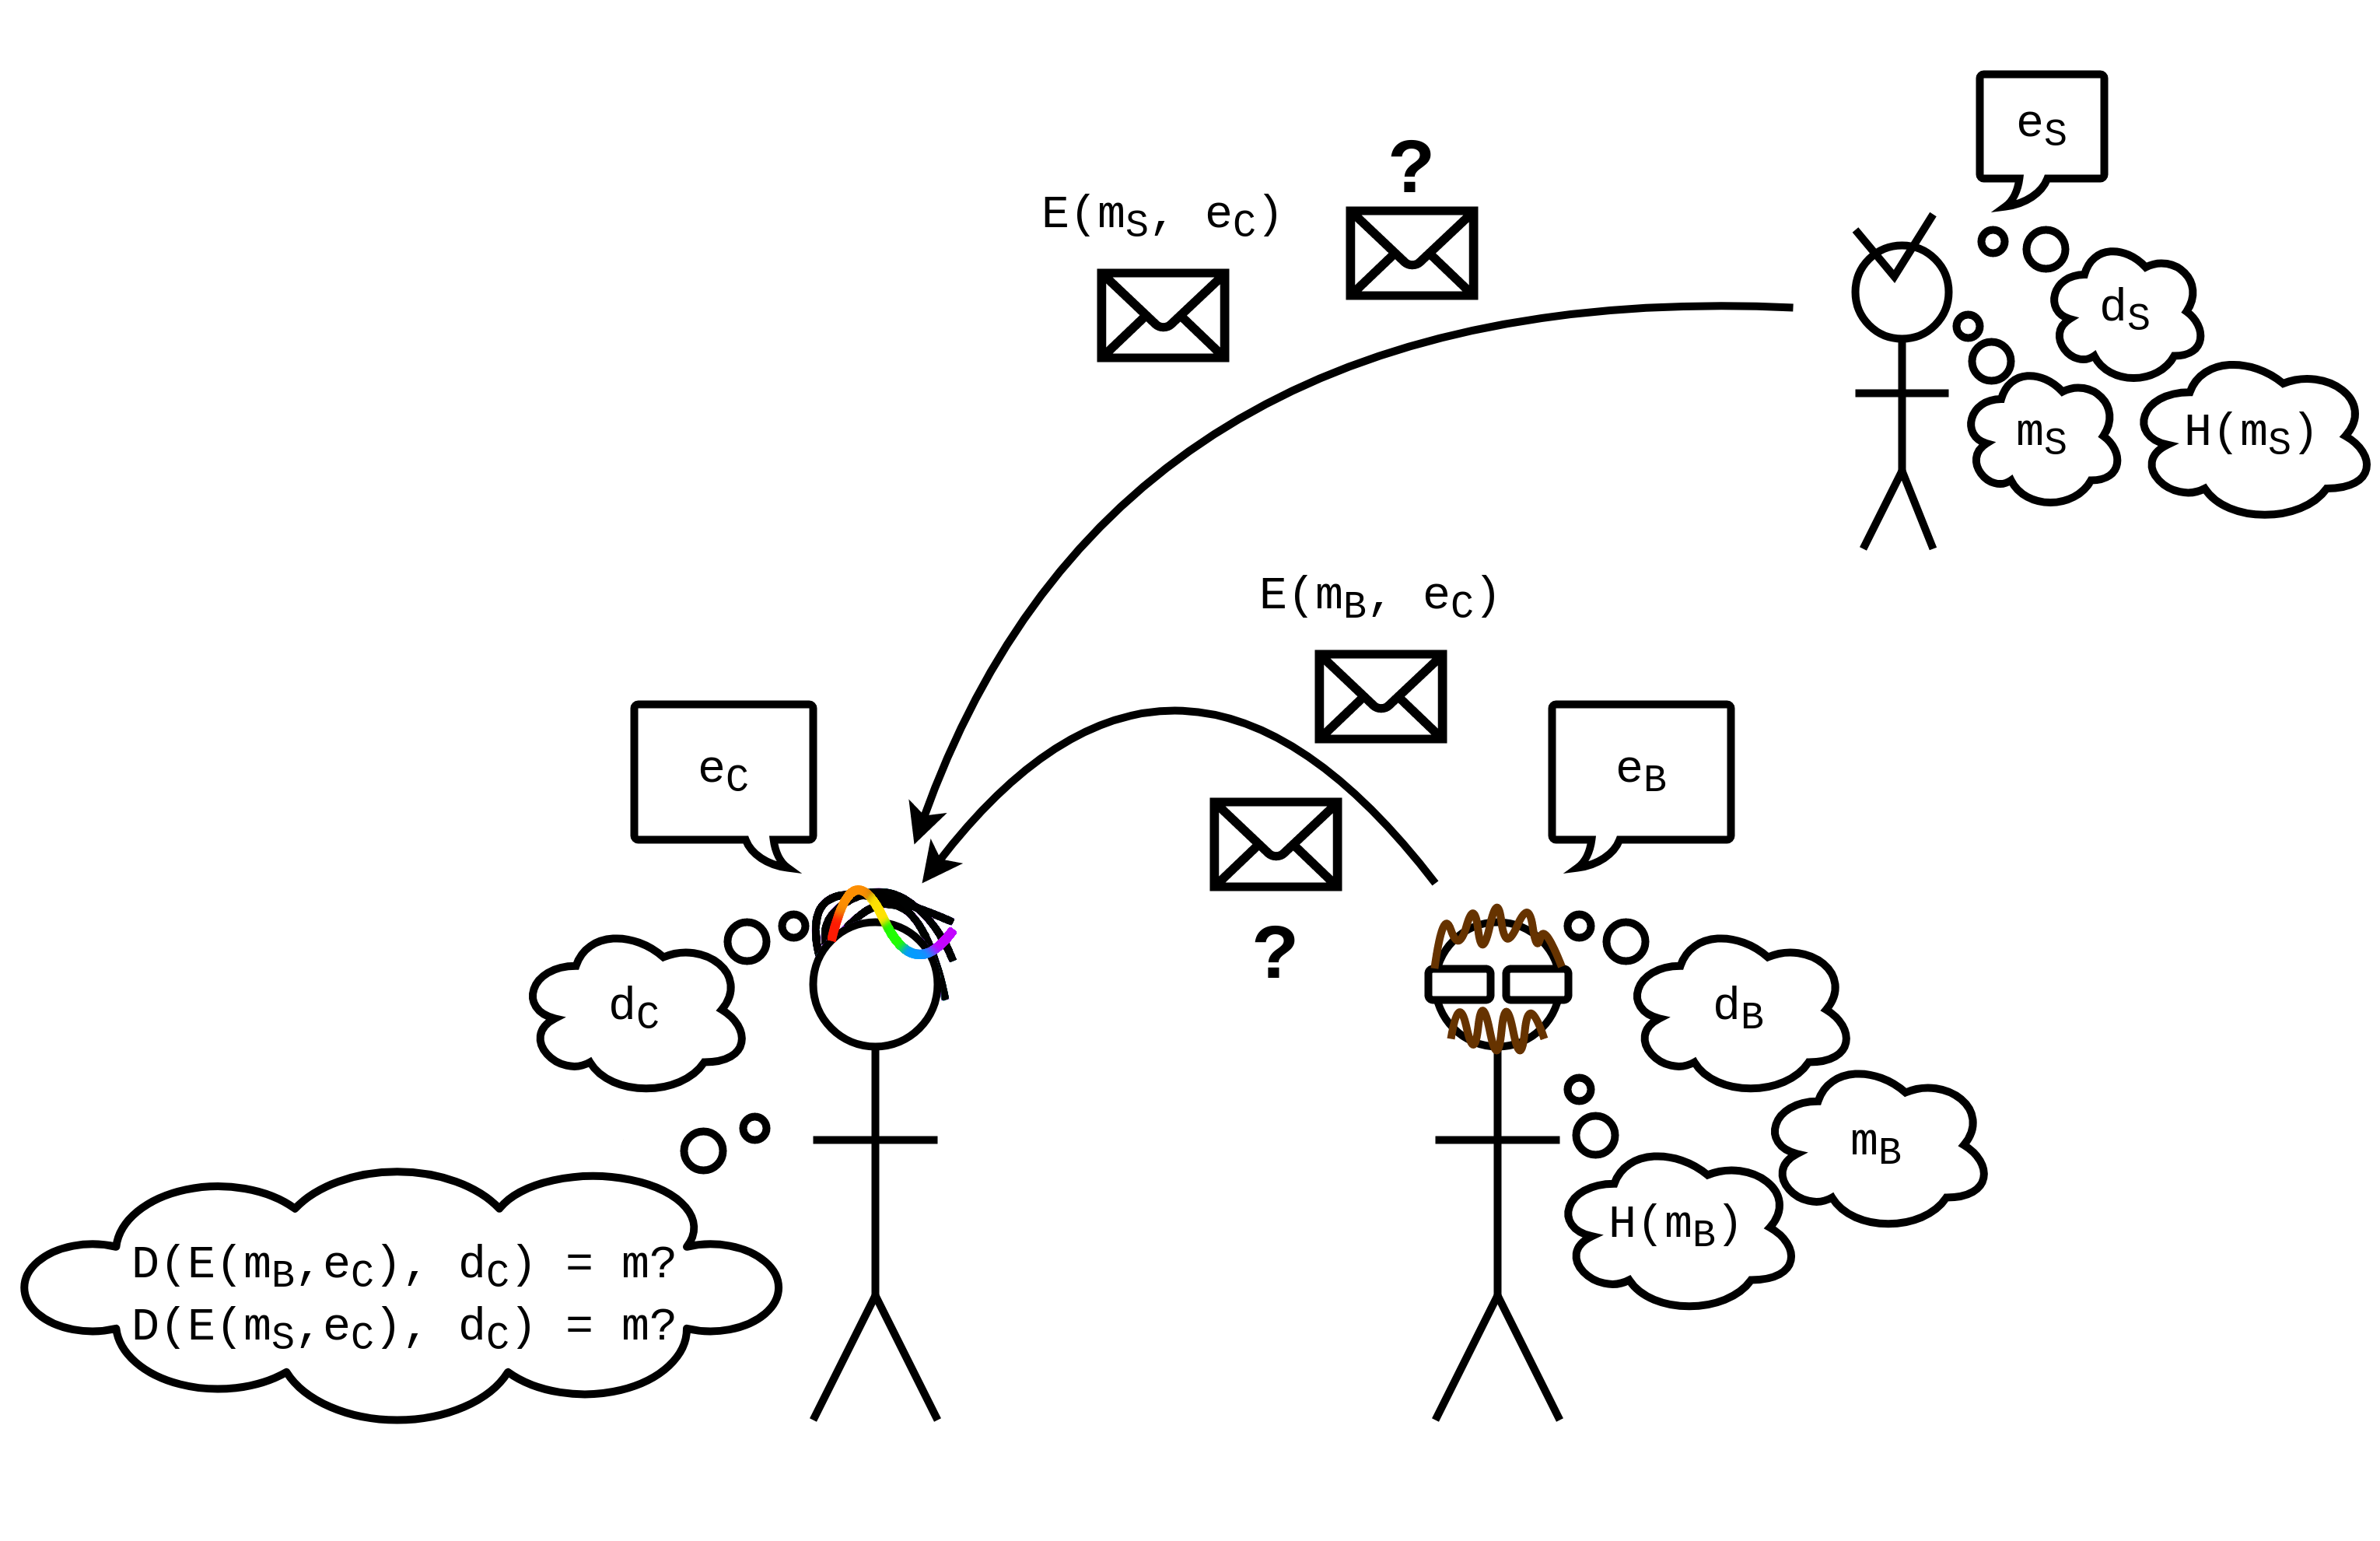 e_S
?
E(m_S, e_C)
d_S
m_S
H(m_S)
E(m_B, e_C)
e_C
e_B
?
d_C
d_B
m_B
H(m_B)
D(E(m_B,e_C), d_C) = m?
D(E(m_S,e_C), d_C) = m?